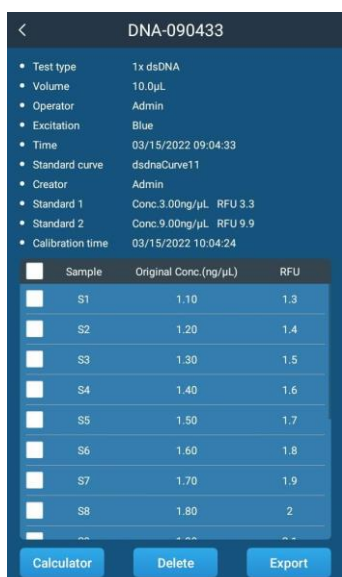 DNA-090433
Test type 1x dsDNA
Volume 10.0µL
Operator Admin
Excitation Blue
Time 03/15/2022 09:04:33
Standard curve dsdnaCurve11
Creator Admin
Standard 1 Conc.3.00ng/µL RFU 3.3
Standard 2 Conc.9.00ng/µL RFU 9.9
Calibration time 03/15/2022 10:04:24
Sample Original Conc.(ng/µL) RFU
S1 1.10 1.3
S2 1.20 1.4
S3 1.30 1.5
S4 1.40 1.6
S5 1.50 1.7
S6 1.60 1.8
S7 1.70 1.9
S8 1.80 2
Calculator Delete Export